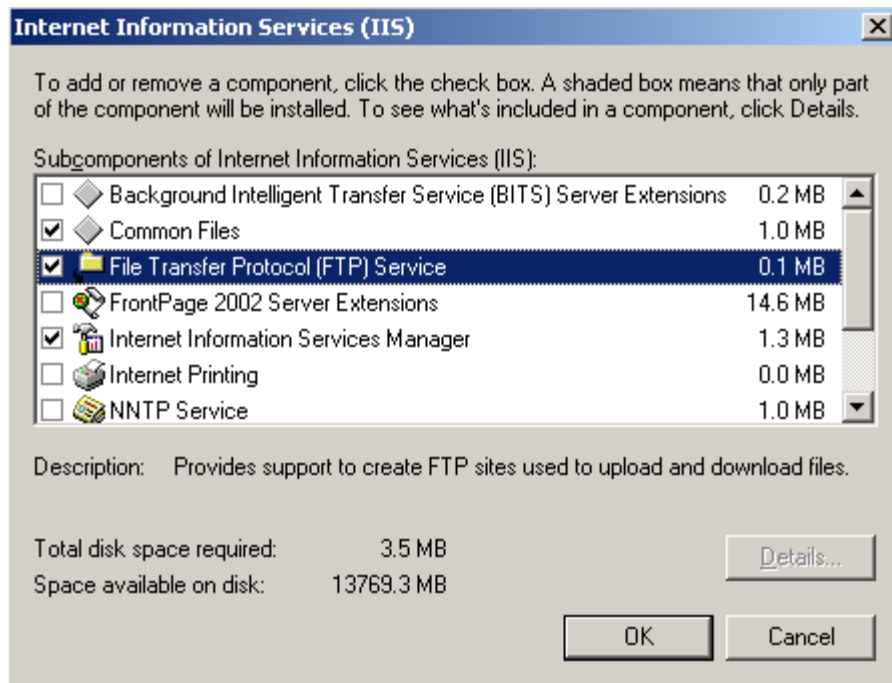 Internet Information Services (IIS)
To add or remove a component, click the check box. A shaded box means that only part
of the component will be installed. To see what's included in a component, click Details.
Subcomponents of Internet Information Services (IIS):
Background Intelligent Transfer Service (BITS) Server Extensions 0.2 MB
Common Files 1.0 MB
File Transfer Protocol (FTP) Service 0.1 MB
FrontPage 2002 Server Extensions 14.6 MB
Internet Information Services Manager 1.3 MB
Internet Printing 0.0 MB
NNTP Service 1.0 MB
Description: Provides support to create FTP sites used to upload and download files.
Total disk space required: 3.5 MB
Space available on disk: 13769.3 MB
Details...
OK Cancel